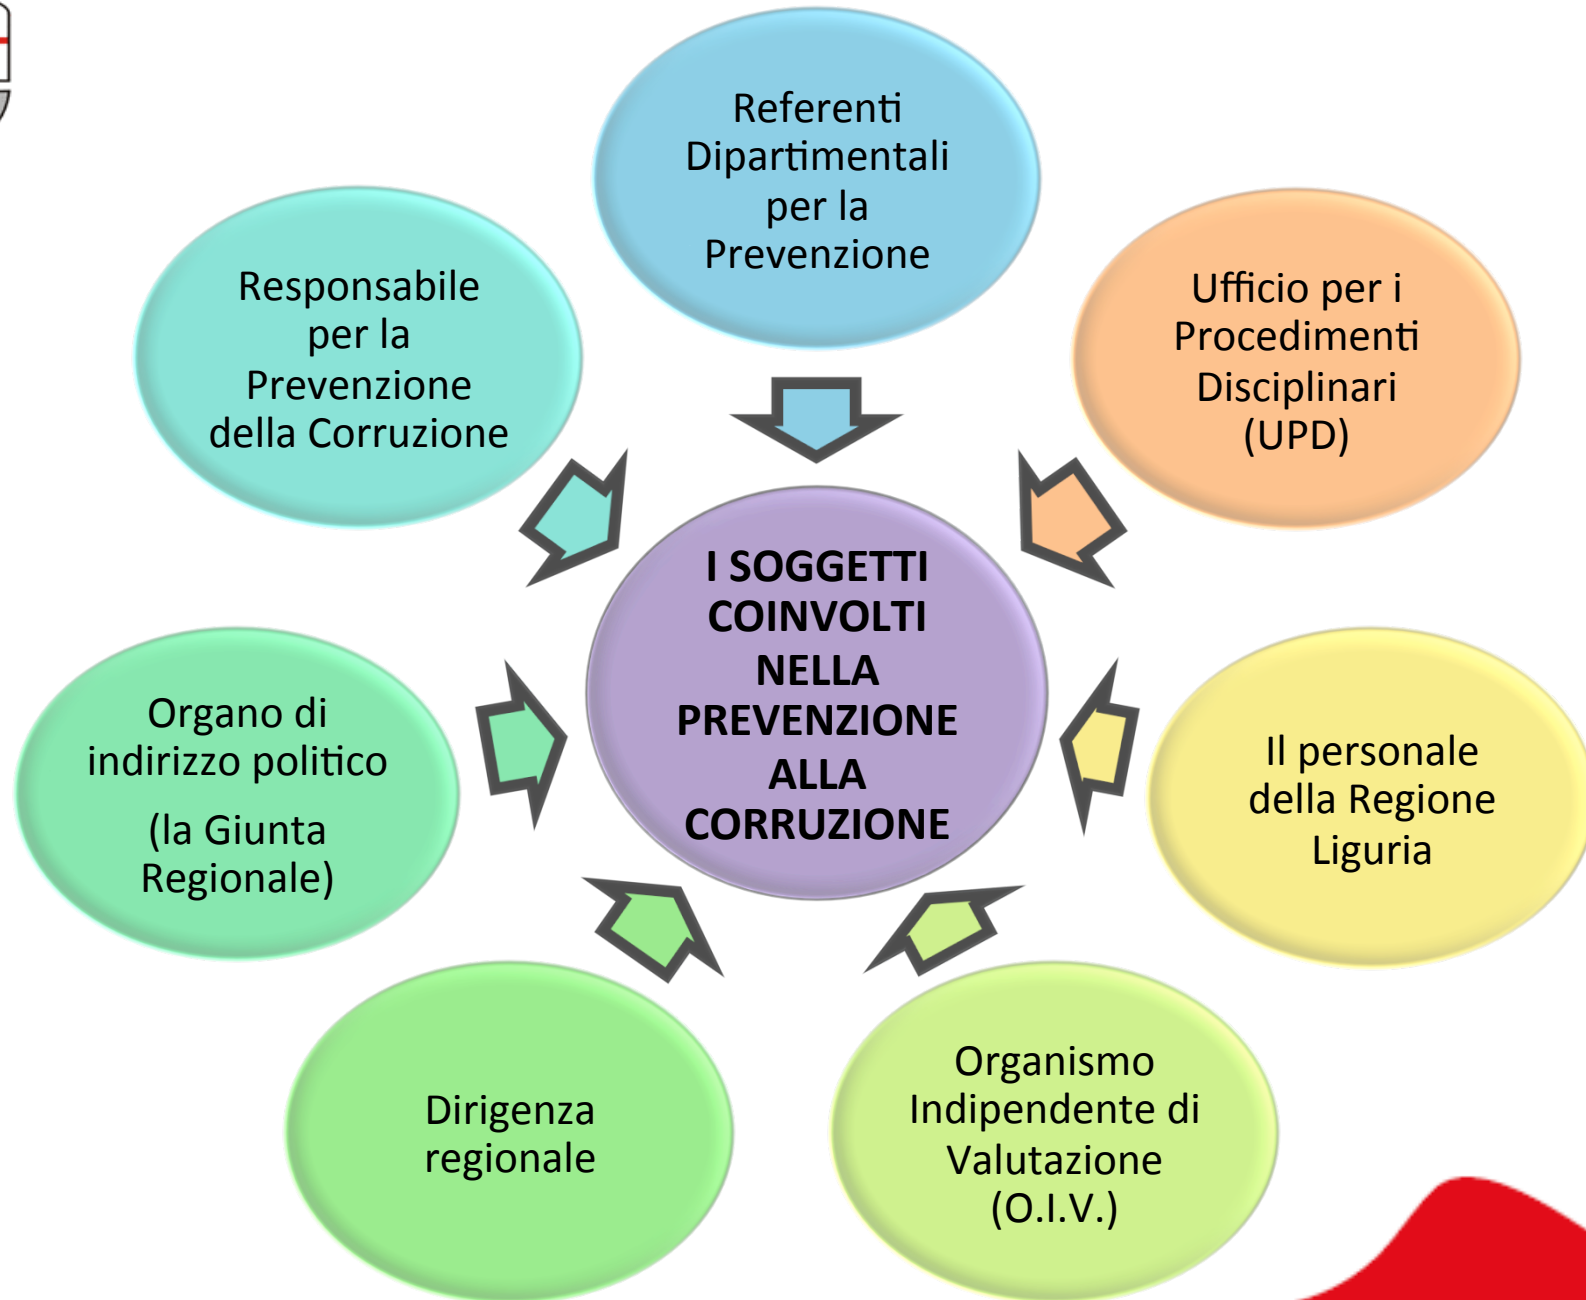 Referenti
Dipartimentali
per la
Prevenzione
Responsabile
per la
Prevenzione
della Corruzione
Ufficio per i
Procedimenti
Disciplinari
(UPD)
I SOGGETTI
COINVOLTI
NELLA
PREVENZIONE
ALLA
CORRUZIONE
Organo di
indirizzo politico
(la Giunta
Regionale)
Il personale
della Regione
Liguria
Dirigenza
regionale
Organismo
Indipendente di
Valutazione
(O.I.V.)